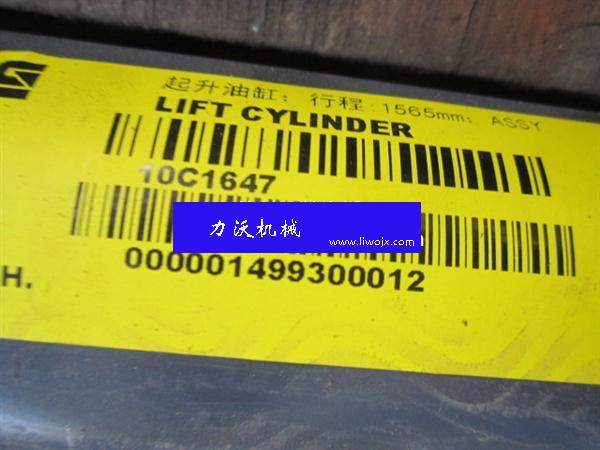 起升油缸；行程:1565mm；ASSY
LIFT CYLINDER
10C1647
力沃机械
www.liwojx.com
000001499300012
H.